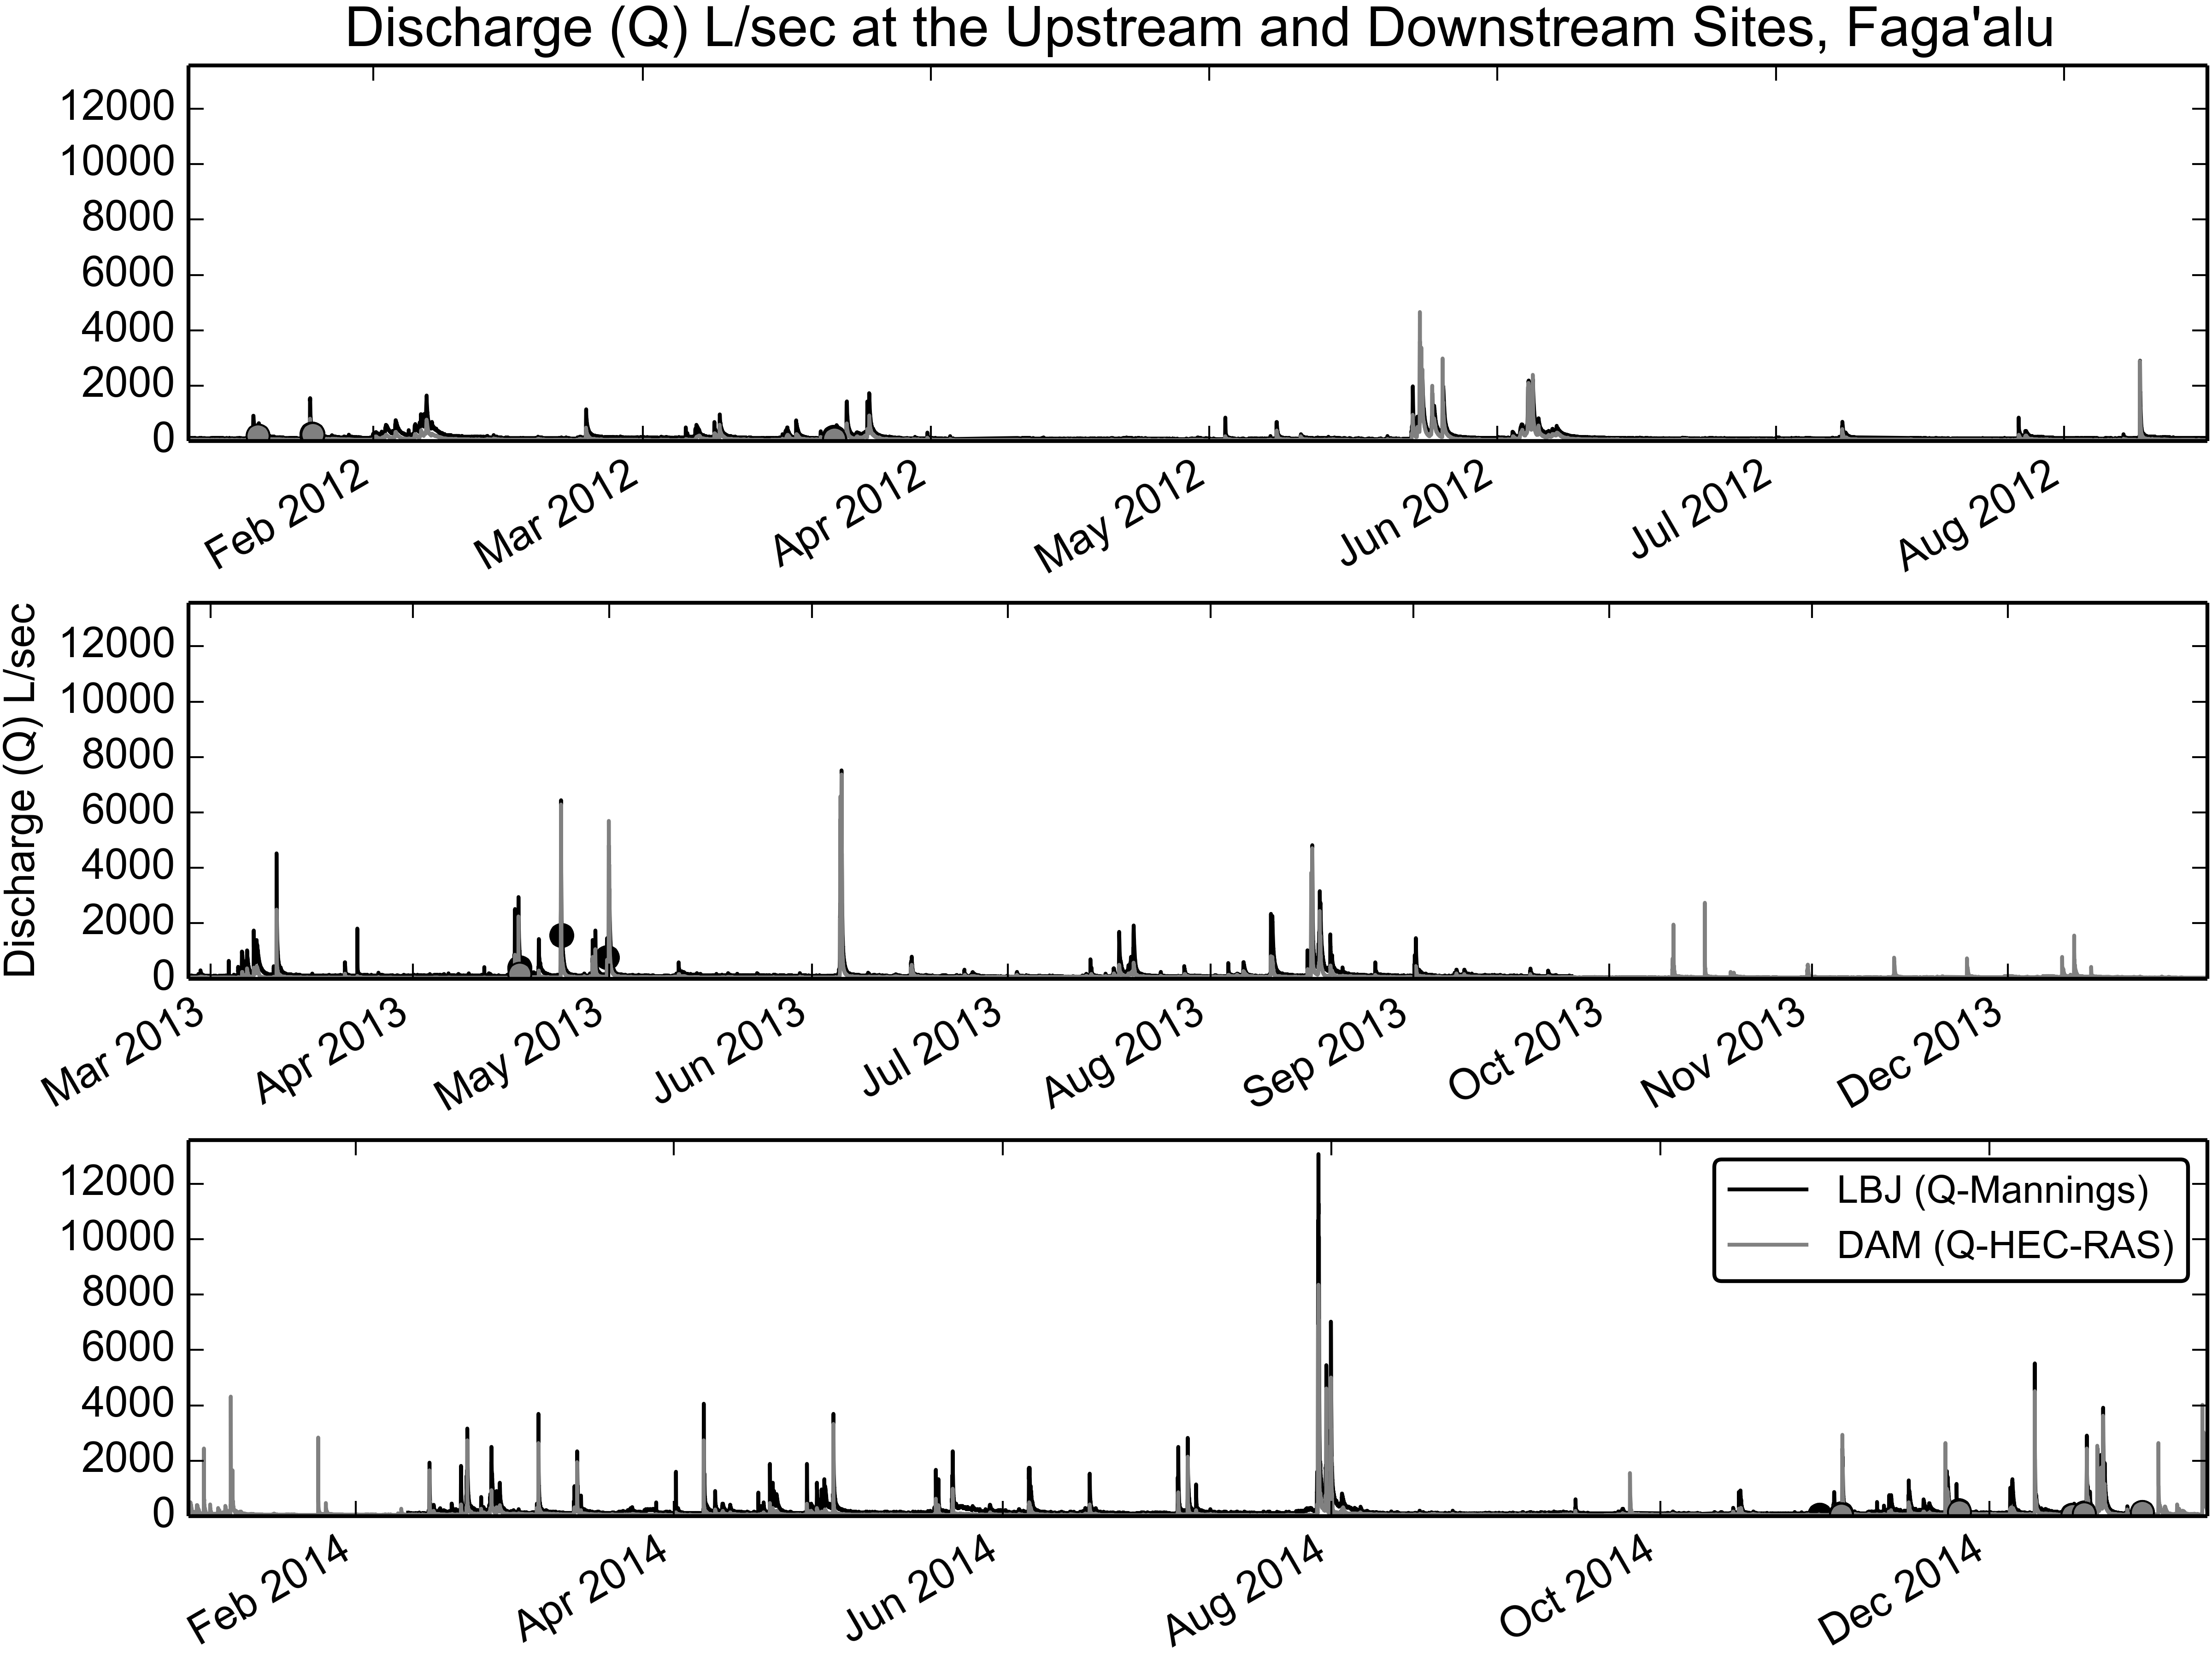 Discharge (Q) L/sec at the Upstream and Downstream Sites, Faga'alu
12000
10000
8000
6000
4000
2000
0
Feb 2012
Mar 2012
Apr 2012
May 2012
Jun 2012
Jul 2012
Aug 2012
Discharge (Q) L/sec
12000
10000
8000
6000
4000
2000
0
Mar 2013
Apr 2013
May 2013
Jun 2013
Jul 2013
Aug 2013
Sep 2013
Oct 2013
Nov 2013
Dec 2013
12000
10000
8000
6000
4000
2000
0
LBJ (Q-Mannings)
DAM (Q-HEC-RAS)
Feb 2014
Apr 2014
Jun 2014
Aug 2014
Oct 2014
Dec 2014